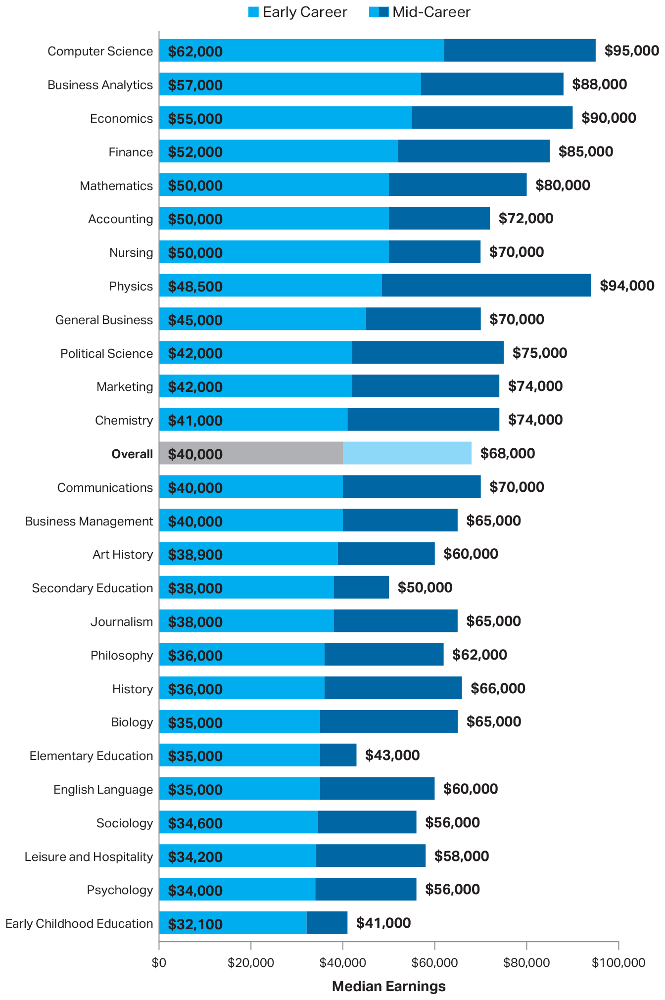 Early Career Mid-Career
Computer Science $62,000 $95,000
Business Analytics $57,000 $88,000
Economics $55,000 $90,000
Finance $52,000 $85,000
Mathematics $50,000 $80,000
Accounting $50,000 $72,000
Nursing $50,000 $70,000
Physics $48,500 $94,000
General Business $45,000 $70,000
Political Science $42,000 $75,000
Marketing $42,000 $74,000
Chemistry $41,000 $74,000
Overall $40,000 $68,000
Communications $40,000 $70,000
Business Management $40,000 $65,000
Art History $38,900 $60,000
Secondary Education $38,000 $50,000
Journalism $38,000 $65,000
Philosophy $36,000 $62,000
History $36,000 $66,000
Biology $35,000 $65,000
Elementary Education $35,000 $43,000
English Language $35,000 $60,000
Sociology $34,600 $56,000
Leisure and Hospitality $34,200 $58,000
Psychology $34,000 $56,000
Early Childhood Education $32,100 $41,000
$0 $20,000 $40,000 $60,000 $80,000 $100,000
Median Earnings